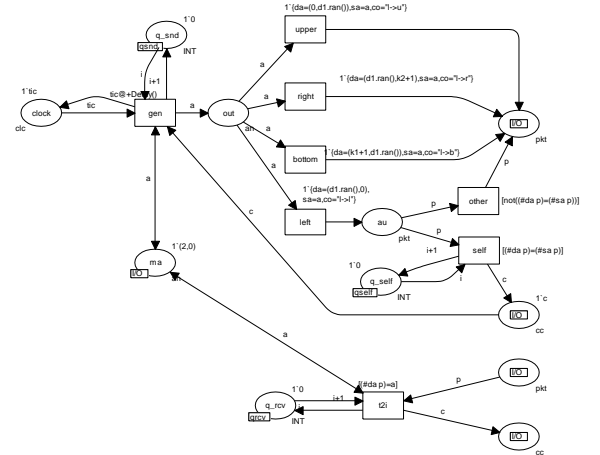 1`{da=(0,d1.ran()),sa=a,co="l->u"}
1`0
q_snd
qsnd
INT
upper
a
i
i+1
1`{da=(d1.ran(),k2+1),sa=a,co="l->r"}
1`tic
tic@+Delay()
clock
tic
gen
a
out
a
right
I/O
clc
an
a
pkt
1`{da=(k1+1,d1.ran()),sa=a,co="l->b"}
bottom
a
p
a
1`{da=(d1.ran(),0),
sa=a,co="l->l"}
other
[not((#da p)=(#sa p))]
p
c
left
au
p
pkt
self
[(#da p)=(#sa p)]
1`(2,0)
i+1
ma
1`0
I/O
an
q_self
i
c
qself
INT
1`c
I/O
a
cc
[(#da p)=a]
p
I/O
1`0
pkt
q_rcv
i+1
i
t2i
qrcv
INT
c
I/O
cc